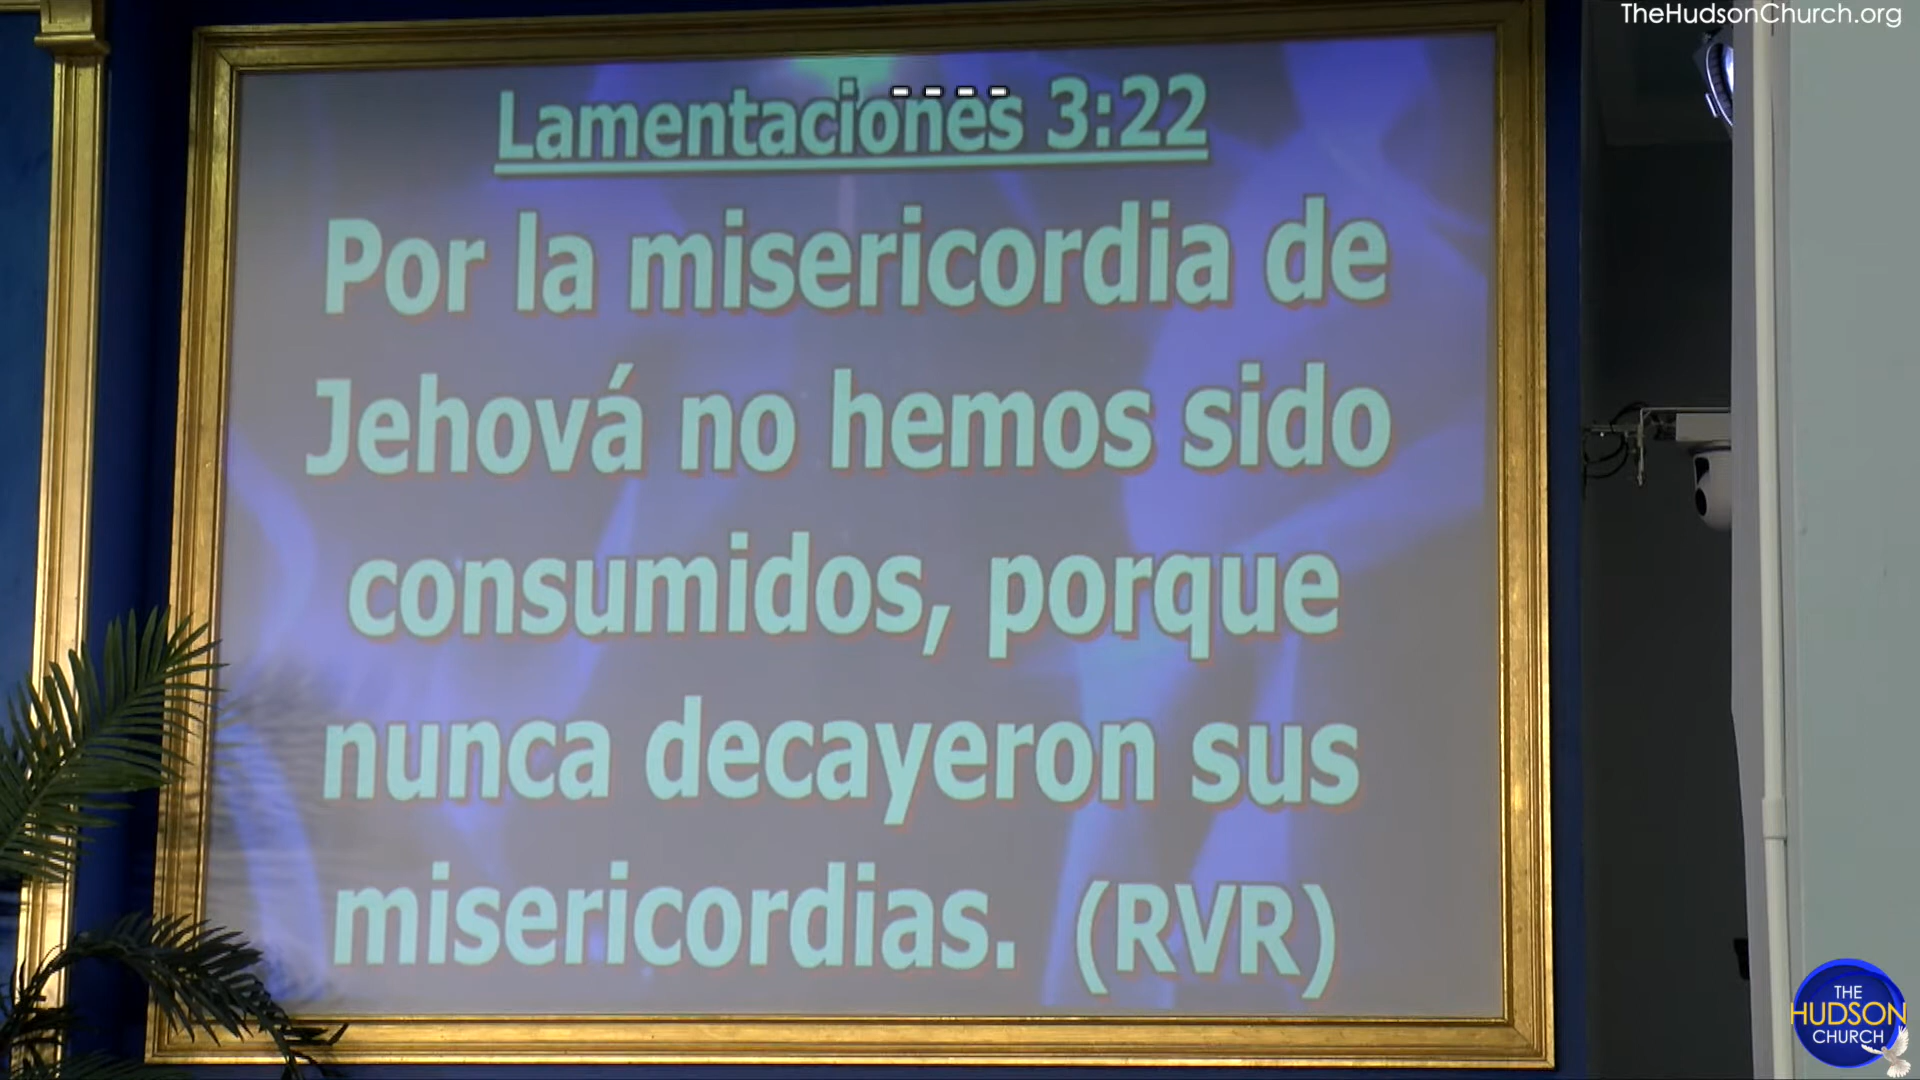 TheHudsonChurch.org
Lamentaciones 3:22
Por la misericordia de
Jehová no hemos sido
consumidos, porque
nunca decayeron sus
misericordias. (RVR)
THE
HUDSON
CHURCH